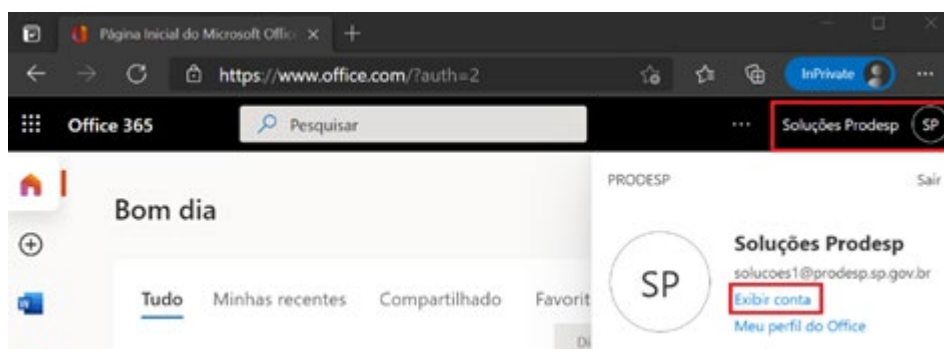 Página Inicial do Microsoft Offic
https://www.office.com/?auth=2
InPrivate
Office 365
Pesquisar
Soluções Prodesp
SP
PRODESP
Sair
Bom dia
SP
Soluções Prodesp
solucoes1@prodesp.sp.gov.br
Exibir conta
Meu perfil do Office
Tudo Minhas recentes Compartilhado Favorit
Di